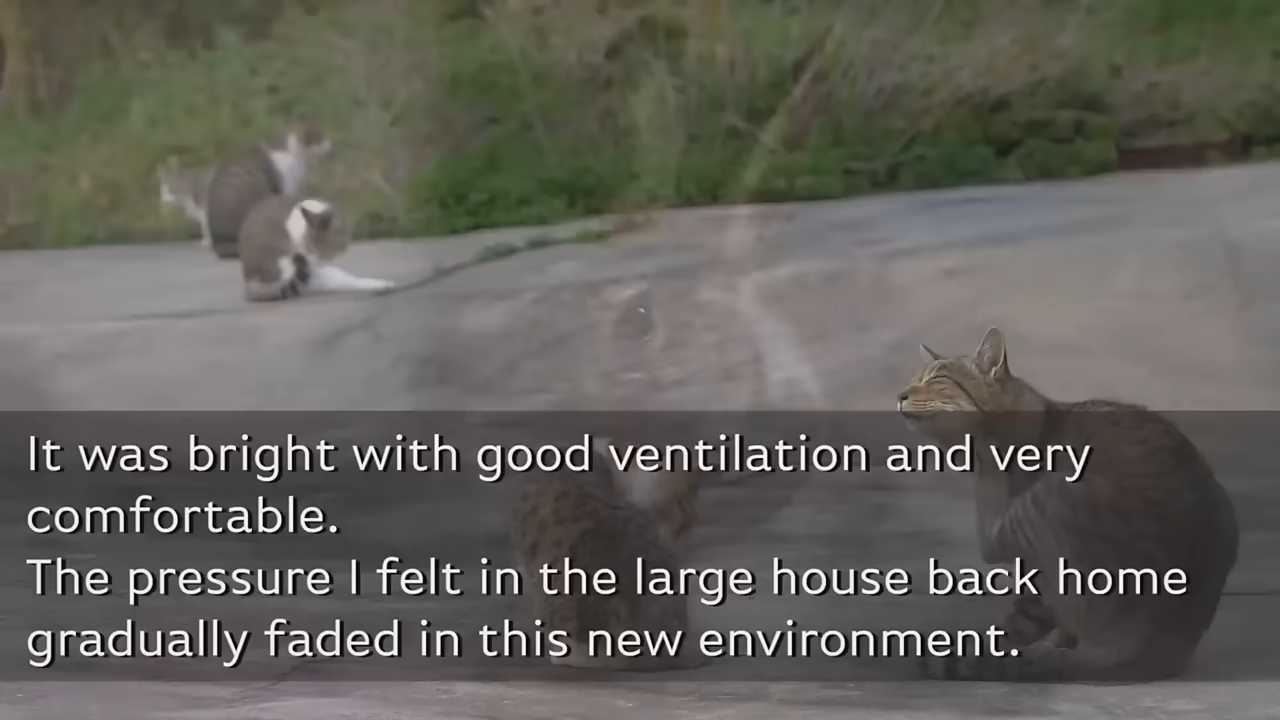 It was bright with good ventilation and very
comfortable.
The pressure I felt in the large house back home
gradually faded in this new environment.